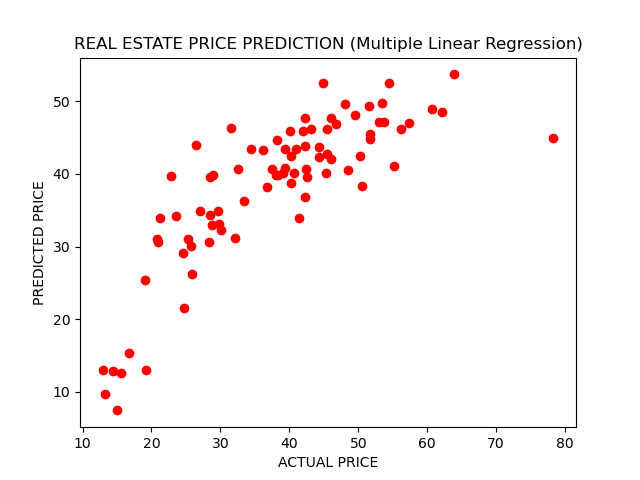 REAL ESTATE PRICE PREDICTION (Multiple Linear Regression)
50
40
30
20
10
PREDICTED PRICE
10 20 30 40 50 60 70 80
ACTUAL PRICE